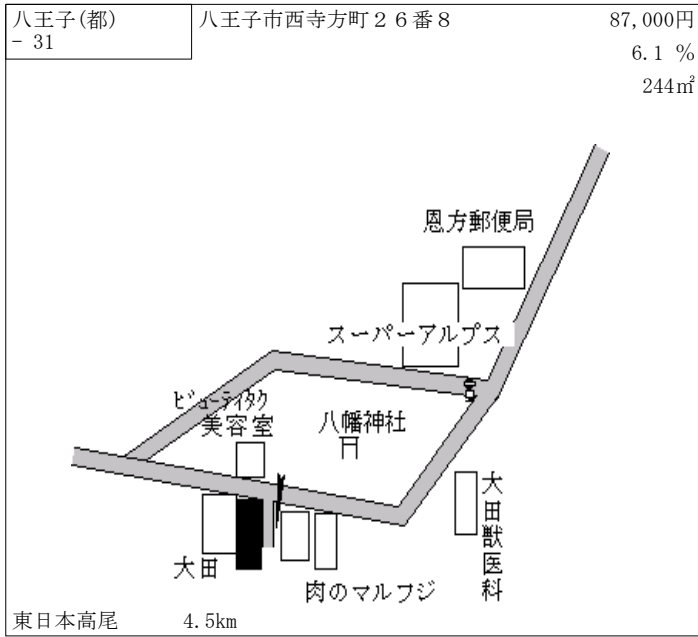 八王子(都)
- 31
八王子市西寺方町２６番８
87,000円
6.1 %
244㎡
恩方郵便局
スーパーアルプス
ビューティタク
美容室
八幡神社
大田獣医科
大田
肉のマルフジ
東日本高尾 4.5km